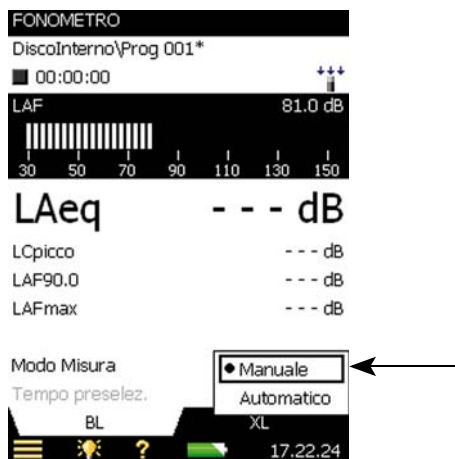 FONOMETRO
DiscoInterno\Prog 001*
00:00:00
LAF 81.0 dB
30 50 70 90 110 130 150
LAeq - - - dB
LCpicco - - - dB
LAF90.0 - - - dB
LAFmax - - - dB
Modo Misura Manuale
Tempo preselez. Automatico
BL XL
? 17.22.24